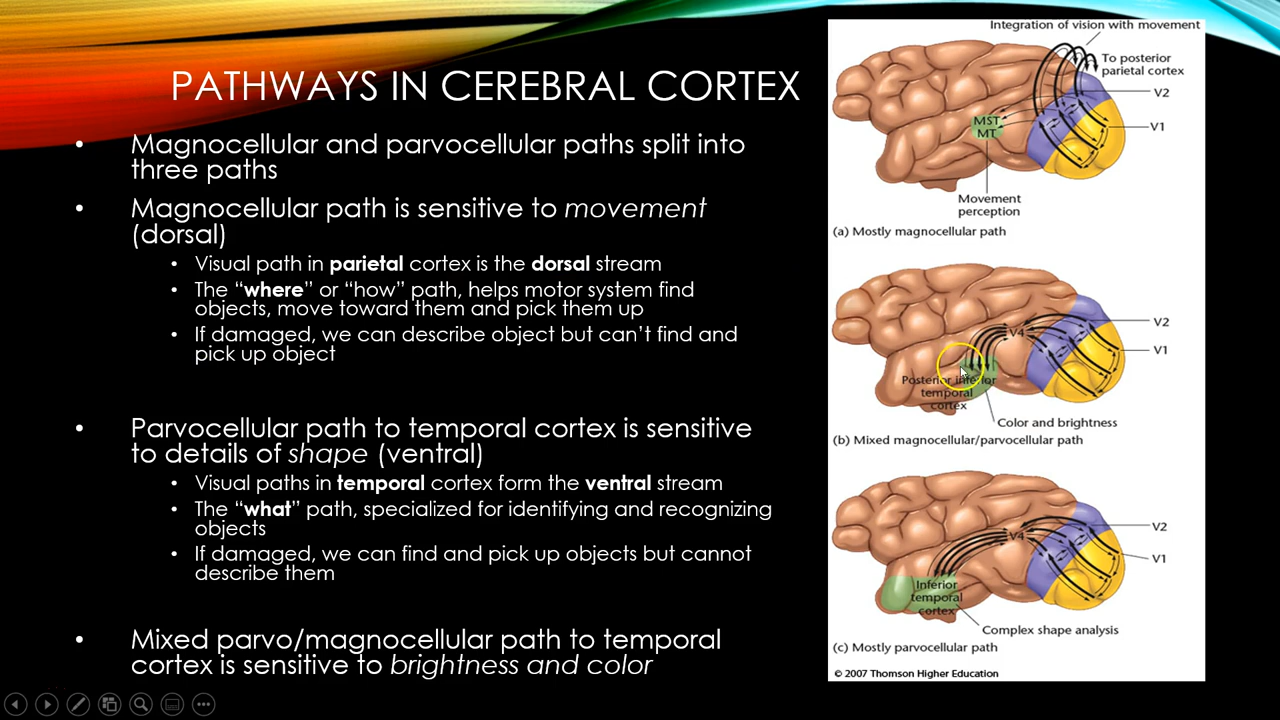 PATHWAYS IN CEREBRAL CORTEX
• Magnocellular and parvocellular paths split into
three paths
• Magnocellular path is sensitive to movement
(dorsal)
• Visual path in parietal cortex is the dorsal stream
• The “where” or “how” path, helps motor system find
objects, move toward them and pick them up
• If damaged, we can describe object but can’t find and
pick up object
• Parvocellular path to temporal cortex is sensitive
to details of shape (ventral)
• Visual paths in temporal cortex form the ventral stream
• The “what” path, specialized for identifying and recognizing
objects
• If damaged, we can find and pick up objects but cannot
describe them
• Mixed parvo/magnocellular path to temporal
cortex is sensitive to brightness and color
Integration of vision with movement
To posterior
parietal cortex
V2
V1
MST
MT
Movement
perception
(a) Mostly magnocellular path
V4
V2
V1
Posterior inferior
temporal
cortex
Color and brightness
(b) Mixed magnocellular/parvocellular path
V4
V2
V1
Inferior
temporal
cortex
Complex shape analysis
(c) Mostly parvocellular path
© 2007 Thomson Higher Education